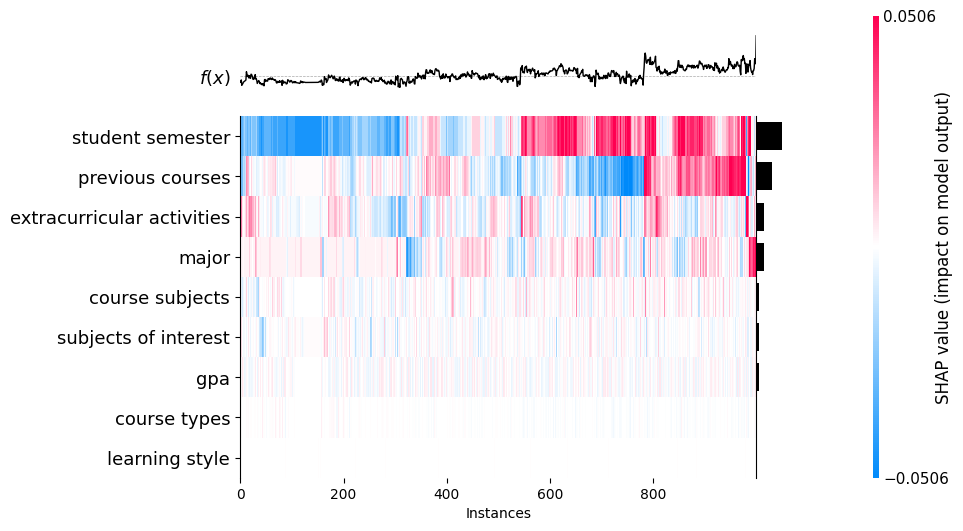 0.0506
f(x)
student semester
previous courses
extracurricular activities
major
course subjects
subjects of interest
gpa
course types
learning style
0 200 400 600 800
Instances
SHAP value (impact on model output)
−0.0506